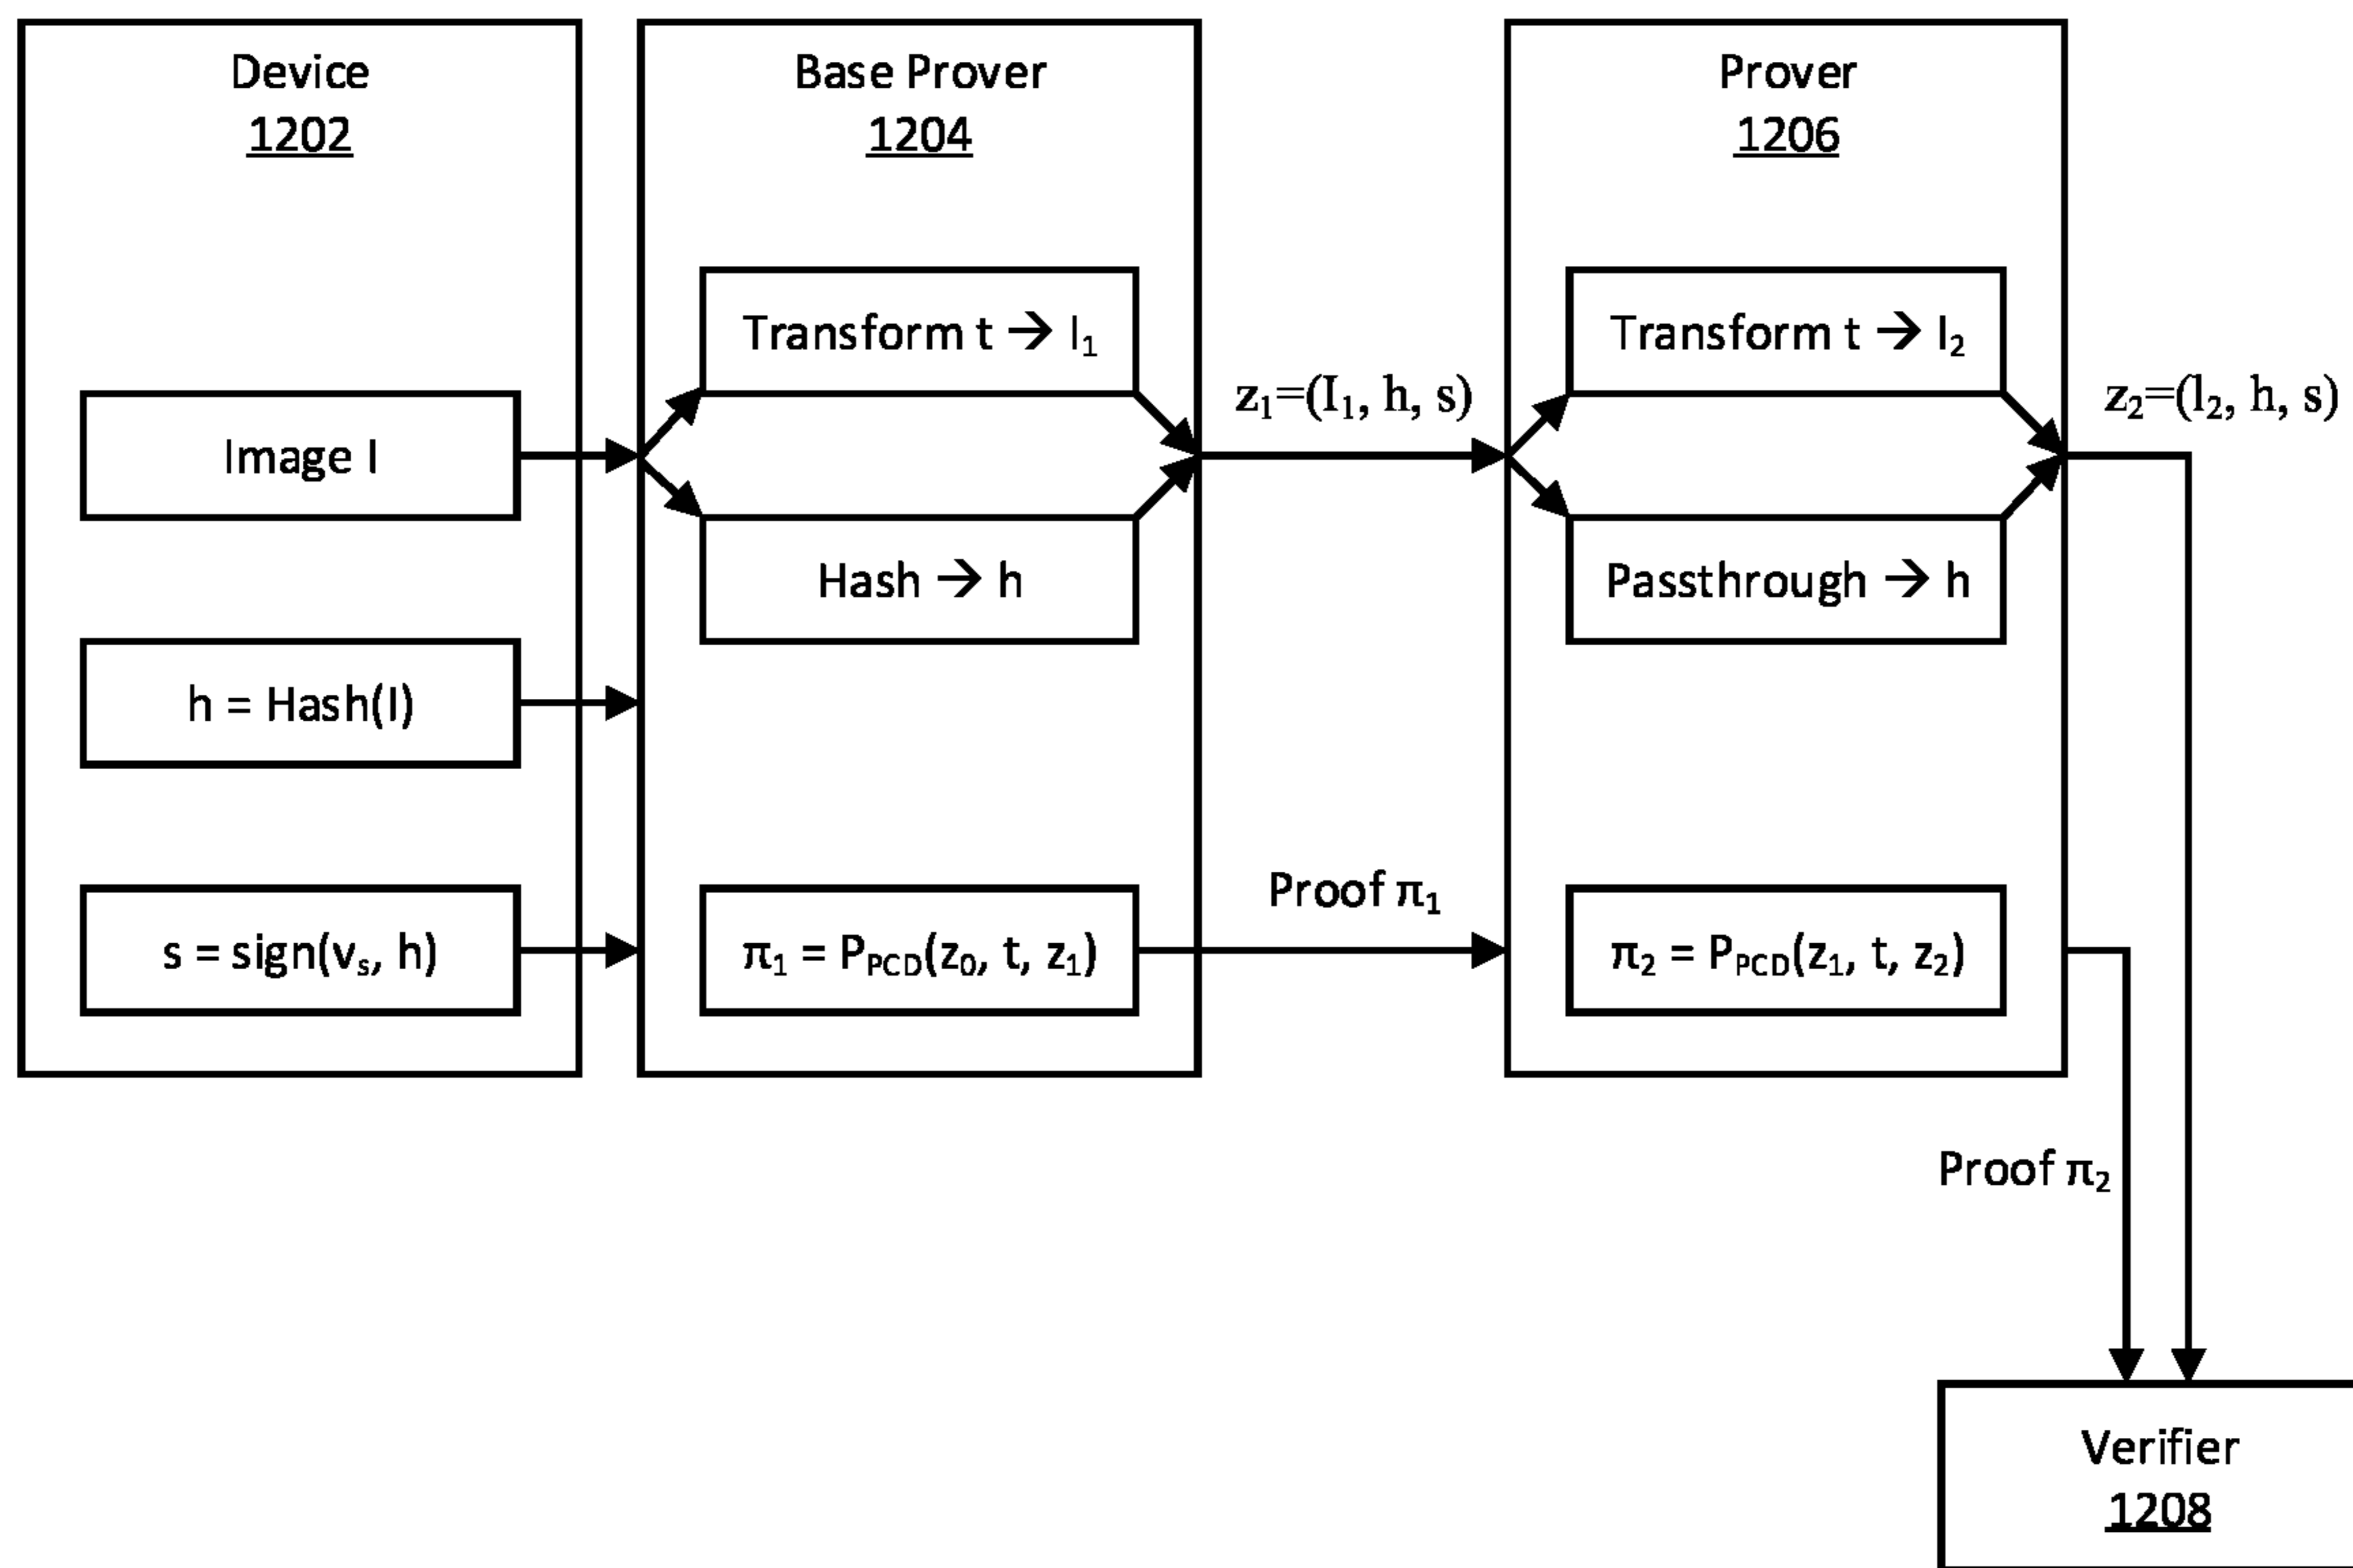 Device
1202
Image I
h = Hash(I)
s = sign(vₛ, h)
Base Prover
1204
Transform t → I₁
Hash → h
π₁ = P_PCD(z₀, t, z₁)
z₁=(I₁, h, s)
Proof π₁
Prover
1206
Transform t → I₂
Passthrough → h
π₂ = P_PCD(z₁, t, z₂)
z₂=(I₂, h, s)
Proof π₂
Verifier
1208